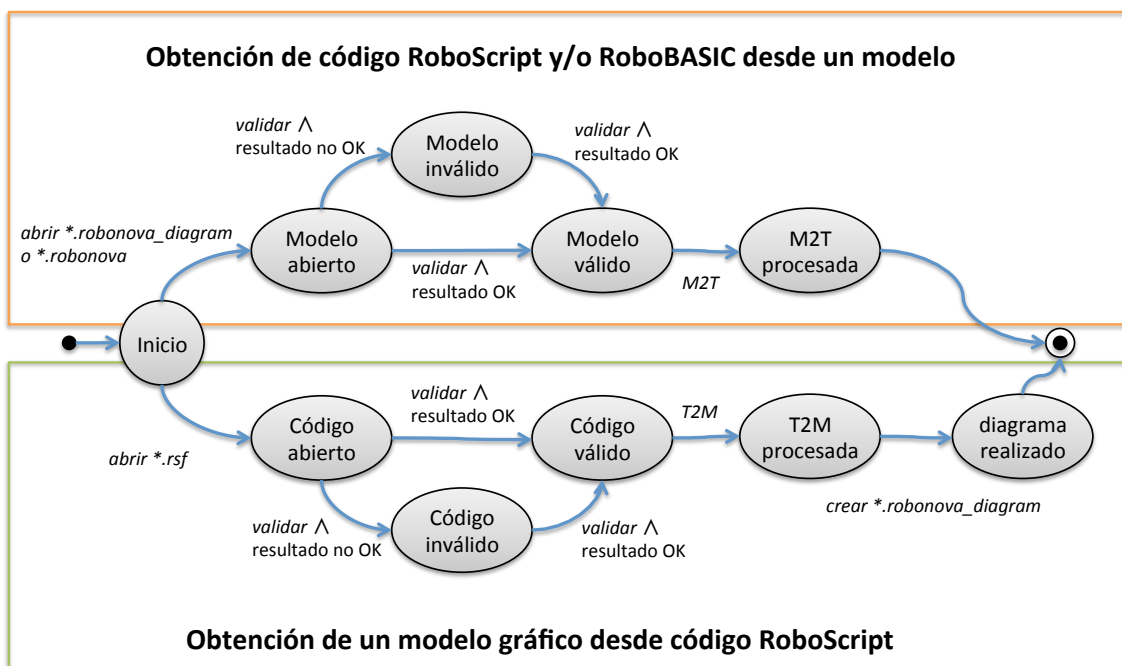 Obtención de código RoboScript y/o RoboBASIC desde un modelo
validar ∧
resultado no OK
Modelo
inválido
validar ∧
resultado OK
abrir *.robonova_diagram
o *.robonova
Modelo
abierto
validar ∧
resultado OK
Modelo
válido
M2T
M2T
procesada
Inicio
abrir *.rsf
Código
abierto
validar ∧
resultado OK
Código
válido
T2M
T2M
procesada
diagrama
realizado
validar ∧
resultado no OK
Código
inválido
validar ∧
resultado OK
crear *.robonova_diagram
Obtención de un modelo gráfico desde código RoboScript